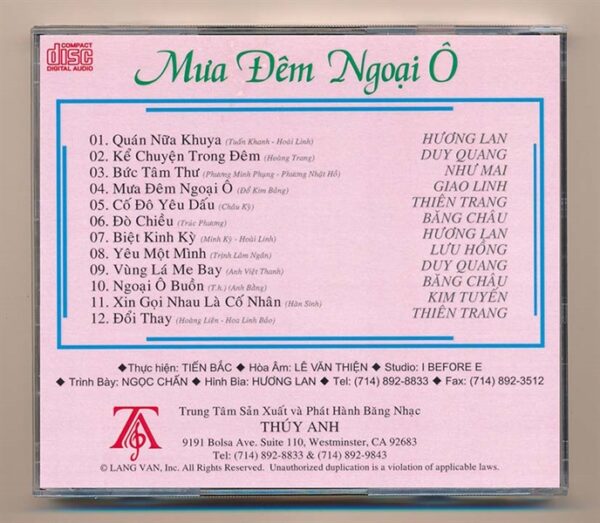 COMPACT
disc
DIGITAL AUDIO
Mưa Đêm Ngoại Ô
01. Quán Nữa Khuya (Tuấn Khanh - Hoài Linh) HƯƠNG LAN
02. Kể Chuyện Trong Đêm (Hoàng Trang) DUY QUANG
03. Bức Tâm Thư (Phương Minh Phụng - Phương Nhật Hồ) NHƯ MAI
04. Mưa Đêm Ngoại Ô (Đỗ Kim Bảng) GIAO LINH
05. Cố Đô Yêu Dấu (Châu Kỳ) THIÊN TRANG
06. Đò Chiều (Trúc Phương) BĂNG CHÂU
07. Biệt Kinh Kỳ (Minh Kỳ - Hoài Linh) HƯƠNG LAN
08. Yêu Một Mình (Trịnh Lâm Ngân) LƯU HỒNG
09. Vùng Lá Me Bay (Anh Việt Thanh) DUY QUANG
10. Ngoại Ô Buồn (T.h.) (Anh Bằng) BĂNG CHÂU
11. Xin Gọi Nhau Là Cố Nhân (Hàn Sinh) KIM TUYẾN
12. Đổi Thay (Hoàng Liên - Hoa Linh Bảo) THIÊN TRANG
◆Thực hiện: TIẾN BẮC ◆ Hòa Âm: LÊ VĂN THIỆN ◆ Studio: I BEFORE E
◆ Trình Bày: NGỌC CHẤN ◆ Hình Bìa: HƯƠNG LAN ◆ Tel: (714) 892-8833 ◆ Fax: (714) 892-3512
TA
Trung Tâm Sản Xuất và Phát Hành Băng Nhạc
THÚY ANH
9191 Bolsa Ave. Suite 110, Westminster, CA 92683
Tel: (714) 892-8833 & (714) 898-9843
© LANG VAN, Inc. All Rights Reserved. Unauthorized duplication is a violation of applicable laws.